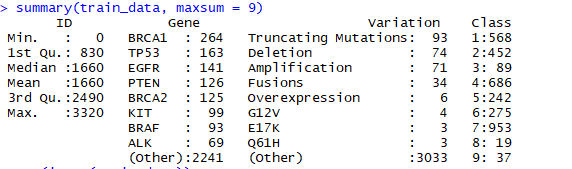 > summary(train_data, maxsum = 9)
ID Gene Variation Class
Min. : 0 BRCA1 : 264 Truncating Mutations: 93 1:568
1st Qu.: 830 TP53 : 163 Deletion : 74 2:452
Median :1660 EGFR : 141 Amplification : 71 3: 89
Mean :1660 PTEN : 126 Fusions : 34 4:686
3rd Qu.:2490 BRCA2 : 125 Overexpression : 6 5:242
Max. :3320 KIT : 99 G12V : 4 6:275
BRAF : 93 E17K : 3 7:953
ALK : 69 Q61H : 3 8: 19
(Other):2241 (Other) :3033 9: 37